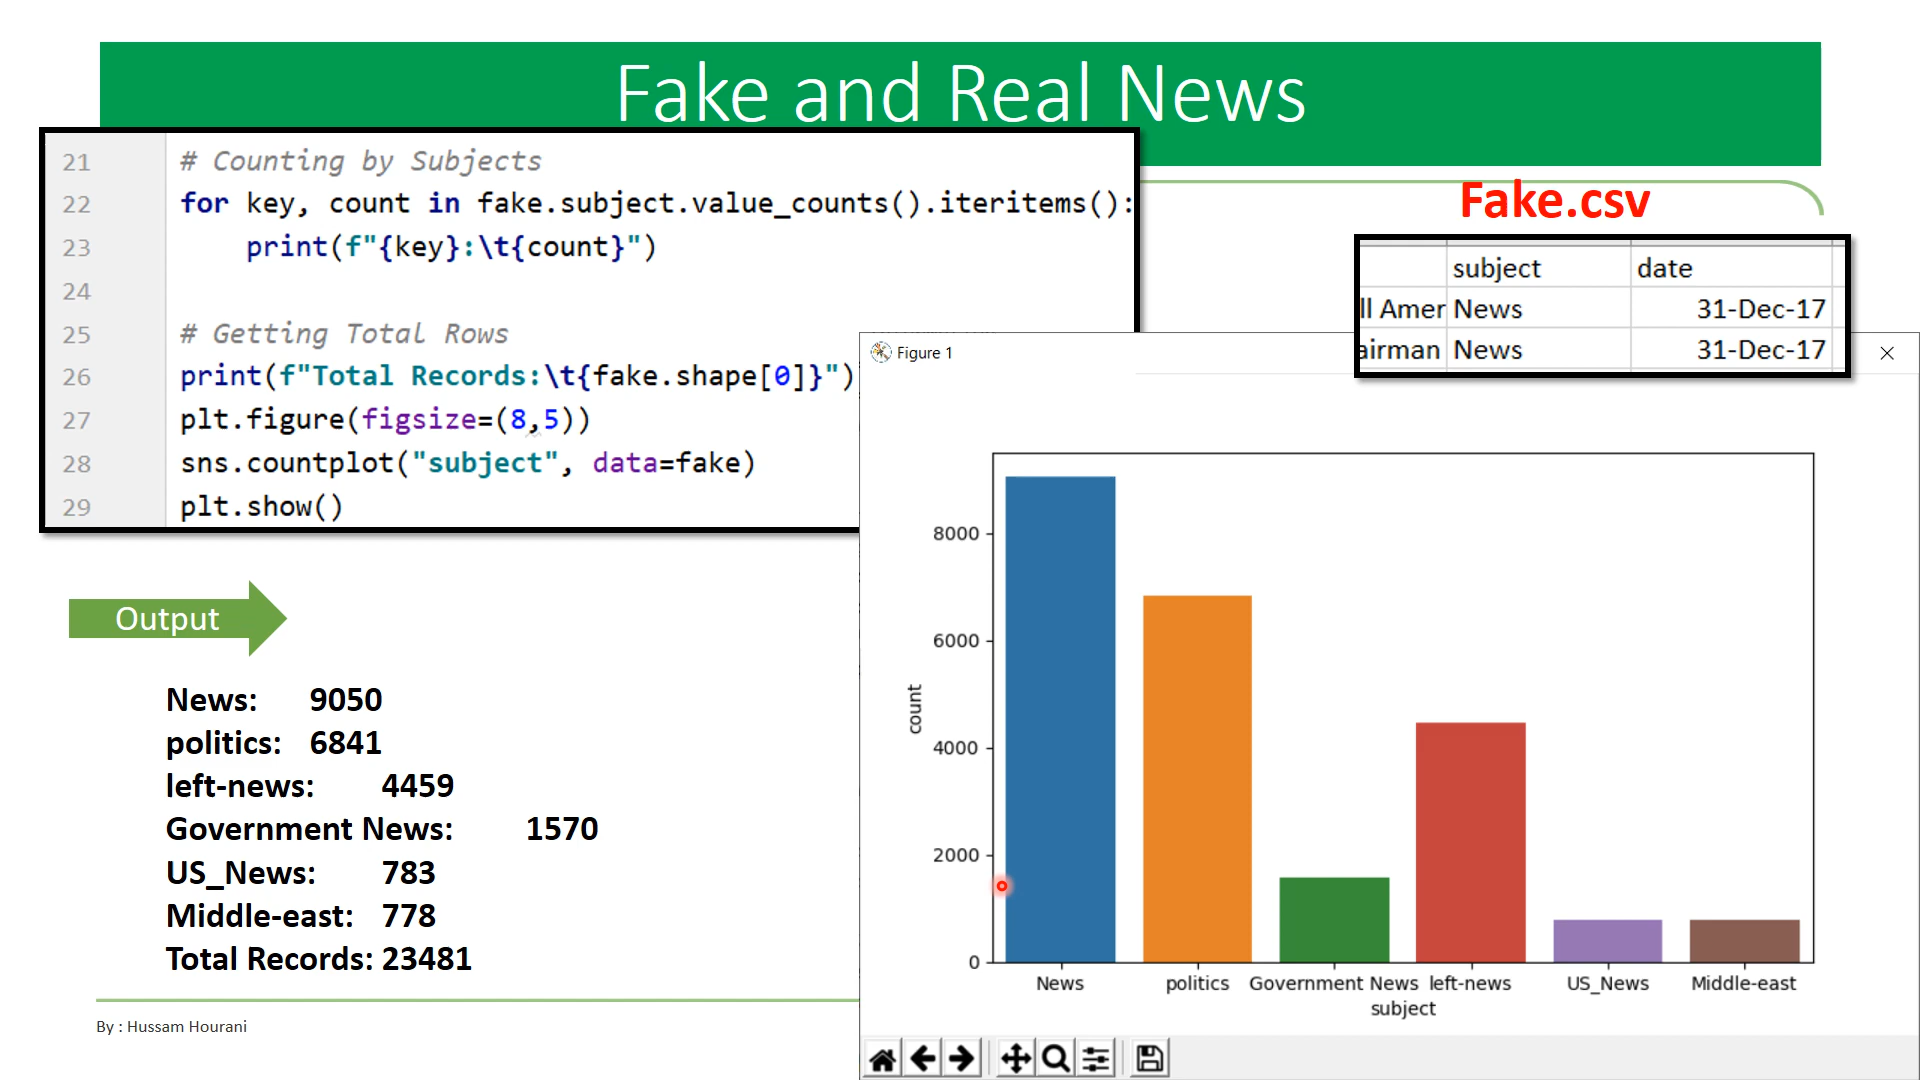 Fake and Real News
21 # Counting by Subjects
22 for key, count in fake.subject.value_counts().iteritems():
23 print(f"{key}:\t{count}")
24
25 # Getting Total Rows
26 print(f"Total Records:\t{fake.shape[0]}")
27 plt.figure(figsize=(8,5))
28 sns.countplot("subject", data=fake)
29 plt.show()
Fake.csv
subject date
ll Amer News 31-Dec-17
airman News 31-Dec-17
Output
News: 9050
politics: 6841
left-news: 4459
Government News: 1570
US_News: 783
Middle-east: 778
Total Records: 23481
Figure 1
8000
6000
4000
2000
0
count
News politics Government News left-news US_News Middle-east
subject
By : Hussam Hourani